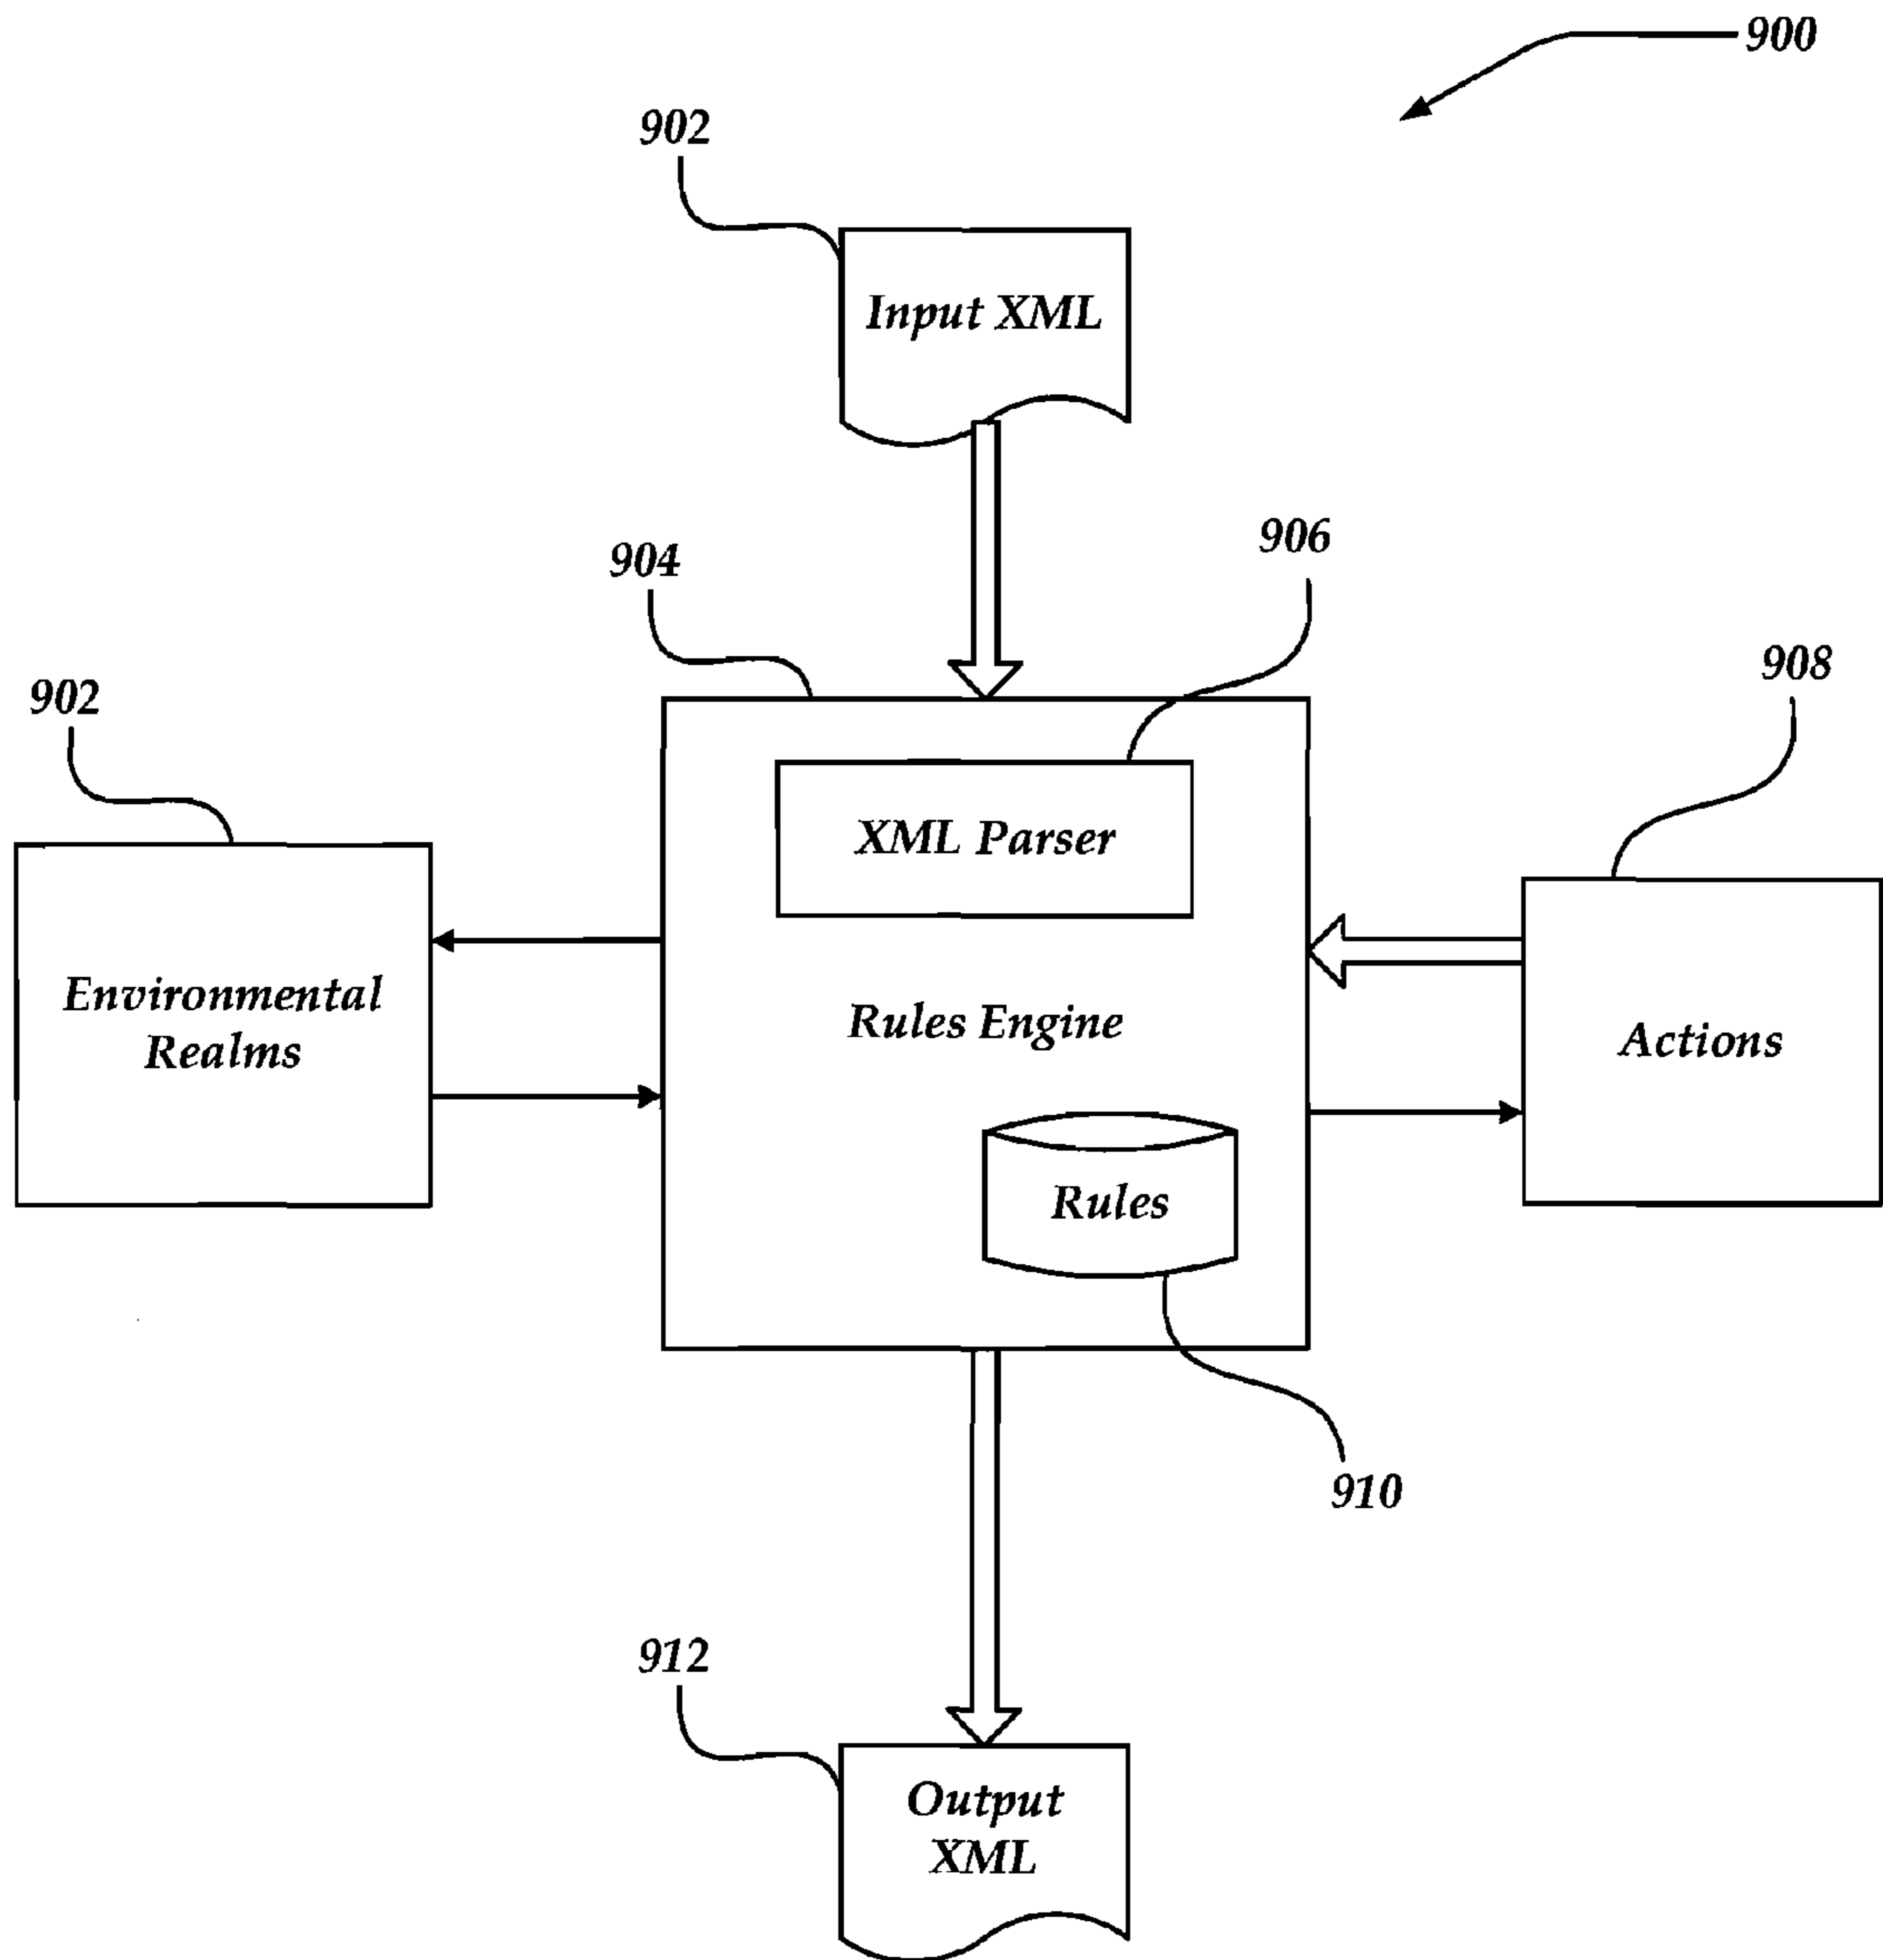 900
902
Input XML
906
904
908
902
XML Parser
Environmental
Realms
Rules Engine
Actions
Rules
910
912
Output
XML